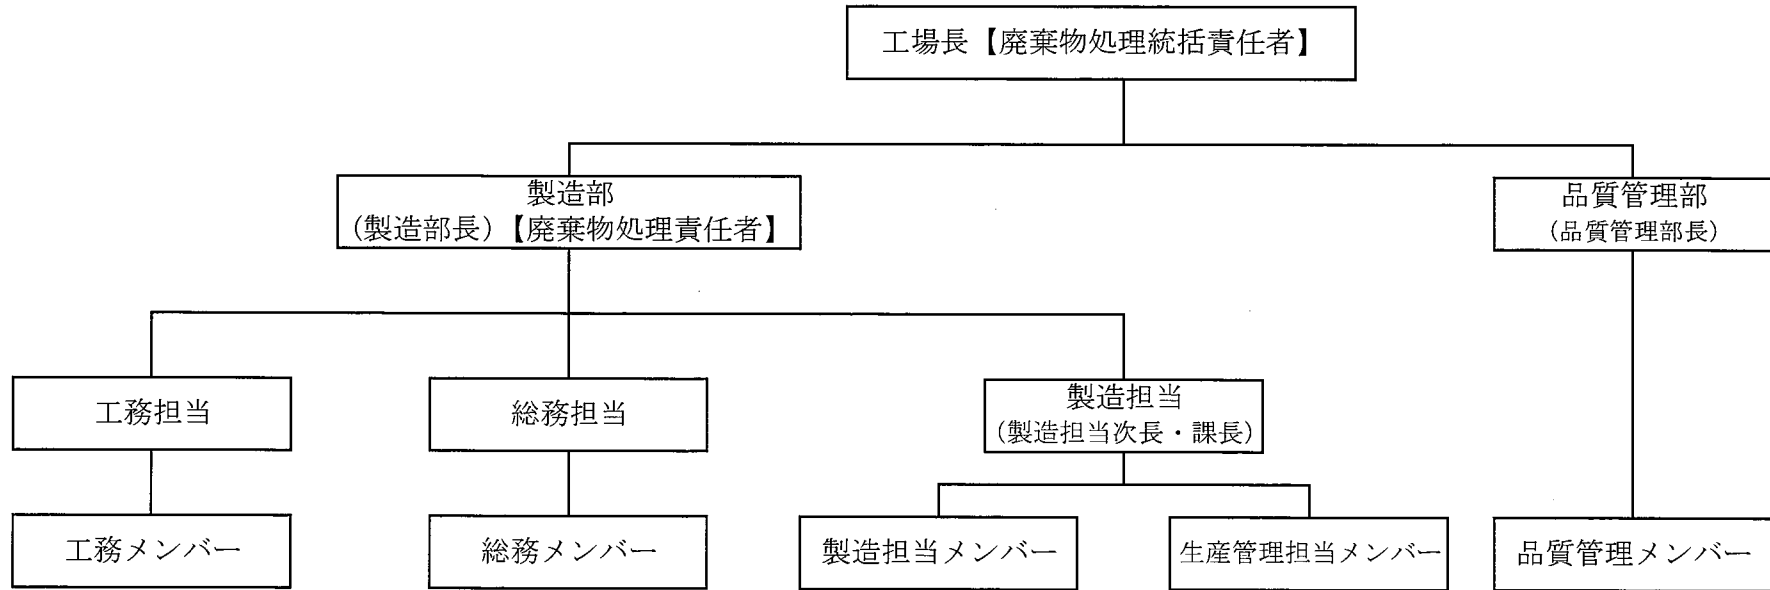 工場長【廃棄物処理統括責任者】
製造部
(製造部長)【廃棄物処理責任者】
品質管理部
(品質管理部長)
工務担当
総務担当
製造担当
(製造担当次長・課長)
工務メンバー
総務メンバー
製造担当メンバー
生産管理担当メンバー
品質管理メンバー